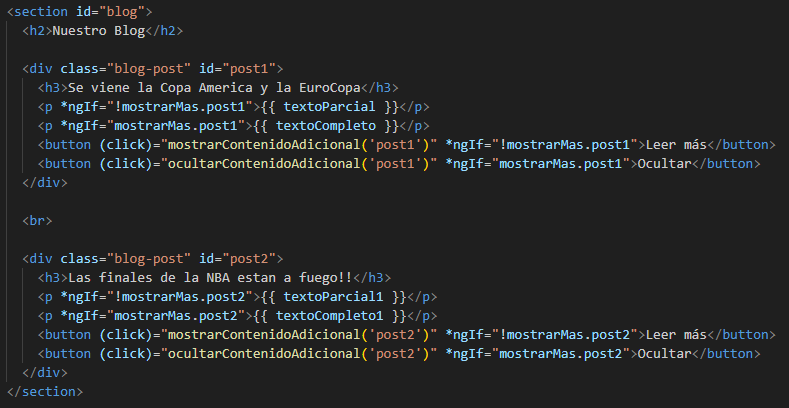 <section id="blog">
<h2>Nuestro Blog</h2>
<div class="blog-post" id="post1">
<h3>Se viene la Copa America y la EuroCopa</h3>
<p *ngIf="!mostrarMas.post1">{{ textoParcial }}</p>
<p *ngIf="mostrarMas.post1">{{ textoCompleto }}</p>
<button (click)="mostrarContenidoAdicional('post1')" *ngIf="!mostrarMas.post1">Leer más</button>
<button (click)="ocultarContenidoAdicional('post1')" *ngIf="mostrarMas.post1">Ocultar</button>
</div>
<br>
<div class="blog-post" id="post2">
<h3>Las finales de la NBA estan a fuego!!</h3>
<p *ngIf="!mostrarMas.post2">{{ textoParcial1 }}</p>
<p *ngIf="mostrarMas.post2">{{ textoCompleto1 }}</p>
<button (click)="mostrarContenidoAdicional('post2')" *ngIf="!mostrarMas.post2">Leer más</button>
<button (click)="ocultarContenidoAdicional('post2')" *ngIf="mostrarMas.post2">Ocultar</button>
</div>
</section>